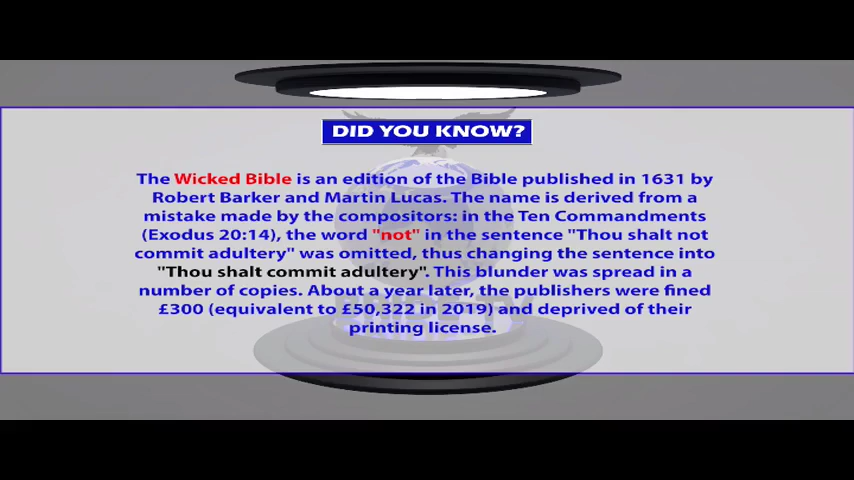 DID YOU KNOW?
The Wicked Bible is an edition of the Bible published in 1631 by
Robert Barker and Martin Lucas. The name is derived from a
mistake made by the compositors: in the Ten Commandments
(Exodus 20:14), the word "not" in the sentence "Thou shalt not
commit adultery" was omitted, thus changing the sentence into
"Thou shalt commit adultery". This blunder was spread in a
number of copies. About a year later, the publishers were fined
£300 (equivalent to £50,322 in 2019) and deprived of their
printing license.